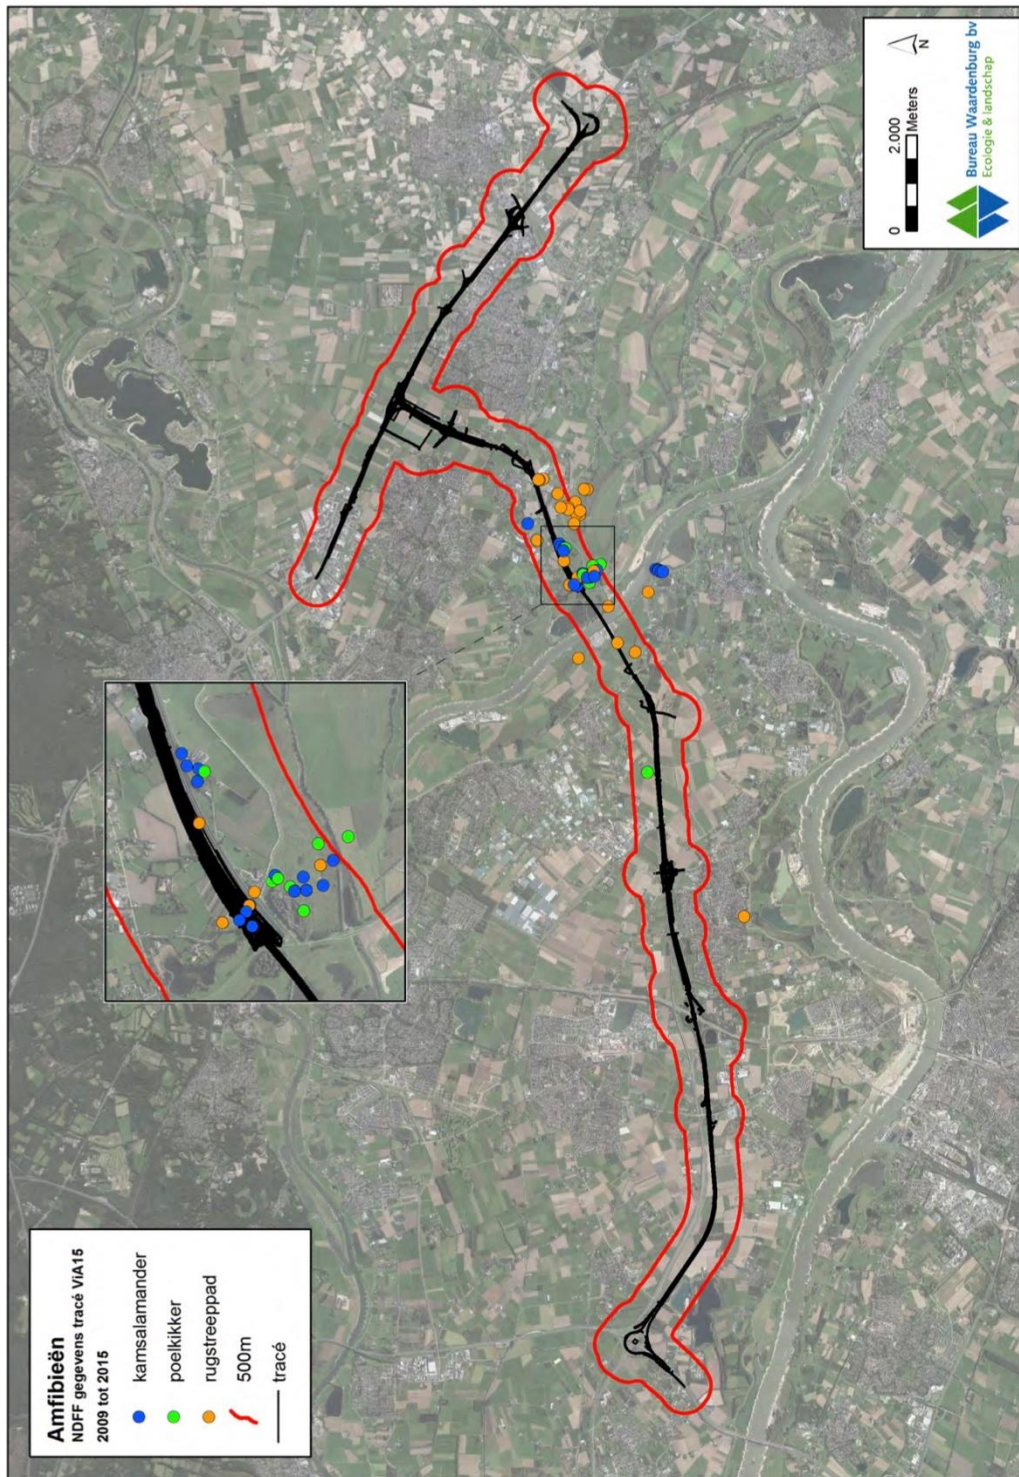 Amfibieën
NDFF gegevens tracé ViA15
2009 tot 2015
kamsalamander
poelkikker
rugstreeppad
500m
tracé
N
0 2.000
Meters
Bureau Waardenburg bv
Ecologie & landschap